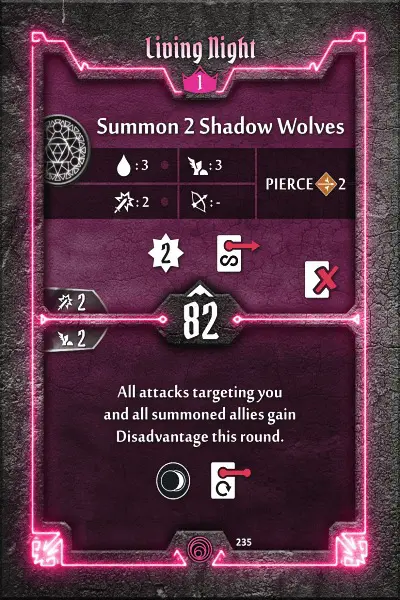 Living Night
1
Summon 2 Shadow Wolves
: 3
: 3
PIERCE 2
: 2
: -
2
2
82
2
All attacks targeting you
and all summoned allies gain
Disadvantage this round.
235